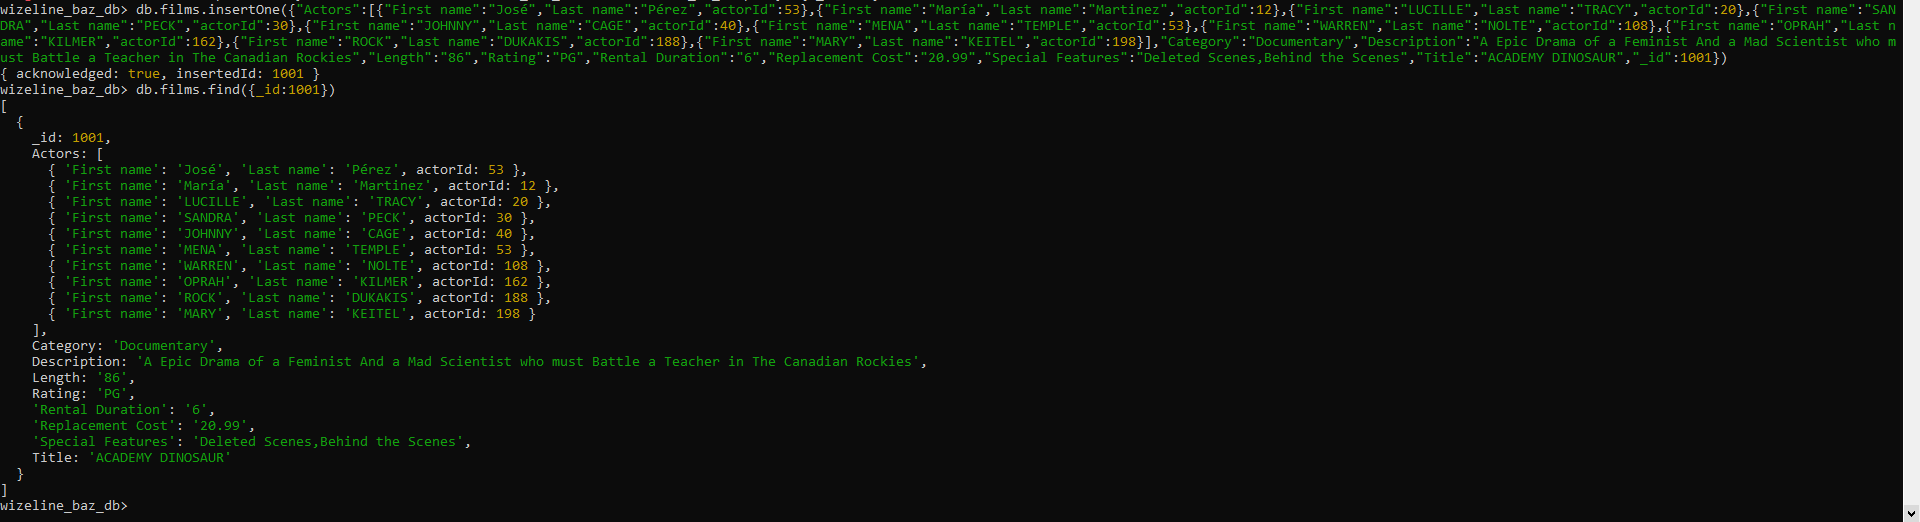 wizeline_baz_db> db.films.insertOne({"Actors":[{"First name":"José","Last name":"Pérez","actorId":53},{"First name":"María","Last name":"Martinez","actorId":12},{"First name":"LUCILLE","Last name":"TRACY","actorId":20},{"First name":"SAN
DRA","Last name":"PECK","actorId":30},{"First name":"JOHNNY","Last name":"CAGE","actorId":40},{"First name":"MENA","Last name":"TEMPLE","actorId":53},{"First name":"WARREN","Last name":"NOLTE","actorId":108},{"First name":"OPRAH","Last n
ame":"KILMER","actorId":162},{"First name":"ROCK","Last name":"DUKAKIS","actorId":188},{"First name":"MARY","Last name":"KEITEL","actorId":198}],"Category":"Documentary","Description":"A Epic Drama of a Feminist And a Mad Scientist who m
ust Battle a Teacher in The Canadian Rockies","Length":"86","Rating":"PG","Rental Duration":"6","Replacement Cost":"20.99","Special Features":"Deleted Scenes,Behind the Scenes","Title":"ACADEMY DINOSAUR","_id":1001})
{ acknowledged: true, insertedId: 1001 }
wizeline_baz_db> db.films.find({_id:1001})
[
  {
    _id: 1001,
    Actors: [
      { 'First name': 'José', 'Last name': 'Pérez', actorId: 53 },
      { 'First name': 'María', 'Last name': 'Martinez', actorId: 12 },
      { 'First name': 'LUCILLE', 'Last name': 'TRACY', actorId: 20 },
      { 'First name': 'SANDRA', 'Last name': 'PECK', actorId: 30 },
      { 'First name': 'JOHNNY', 'Last name': 'CAGE', actorId: 40 },
      { 'First name': 'MENA', 'Last name': 'TEMPLE', actorId: 53 },
      { 'First name': 'WARREN', 'Last name': 'NOLTE', actorId: 108 },
      { 'First name': 'OPRAH', 'Last name': 'KILMER', actorId: 162 },
      { 'First name': 'ROCK', 'Last name': 'DUKAKIS', actorId: 188 },
      { 'First name': 'MARY', 'Last name': 'KEITEL', actorId: 198 }
    ],
    Category: 'Documentary',
    Description: 'A Epic Drama of a Feminist And a Mad Scientist who must Battle a Teacher in The Canadian Rockies',
    Length: '86',
    Rating: 'PG',
    'Rental Duration': '6',
    'Replacement Cost': '20.99',
    'Special Features': 'Deleted Scenes,Behind the Scenes',
    Title: 'ACADEMY DINOSAUR'
  }
]
wizeline_baz_db>